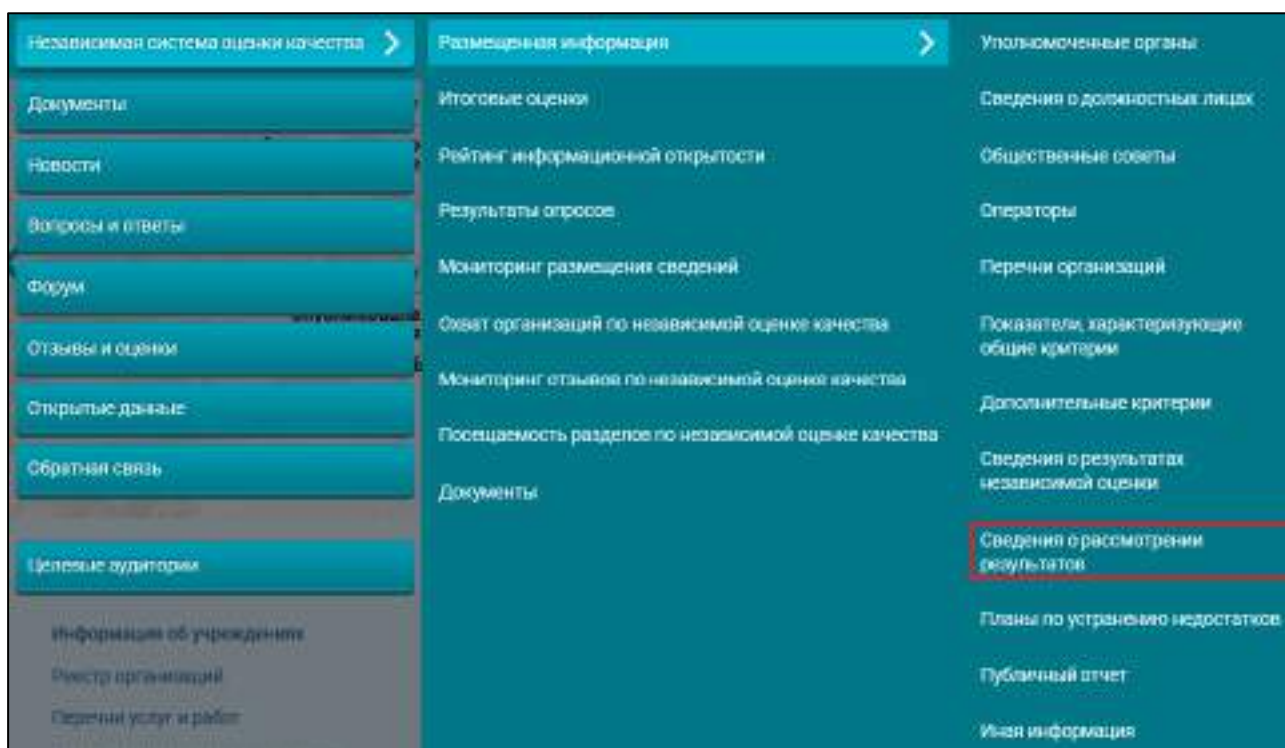 Независимая система оценки качества
Документы
Новости
Вопросы и ответы
Форум
Отзывы и оценки
Открытые данные
Обратная связь
Целевые аудитории
Информация об учреждениях
Реестр организаций
Перечни услуг и работ
Размещенная информация
Итоговые оценки
Рейтинг информационной открытости
Результаты опросов
Мониторинг размещения сведений
Охват организаций по независимой оценке качества
Мониторинг отзывов по независимой оценке качества
Посещаемость разделов по независимой оценке качества
Документы
Уполномоченные органы
Сведения о должностных лицах
Общественные советы
Операторы
Перечни организаций
Показатели, характеризующие
общие критерии
Дополнительные критерии
Сведения о результатах
независимой оценки
Сведения о рассмотрении
результатов
Планы по устранению недостатков
Публичный отчет
Иная информация